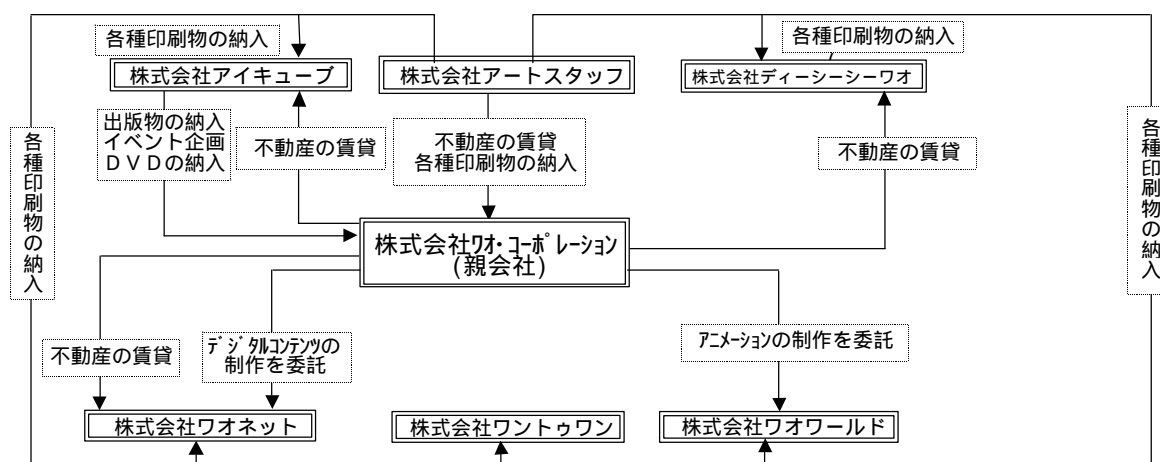 各種印刷物の納入
各種印刷物の納入
株式会社アイキューブ
株式会社アートスタッフ
株式会社ディーシーシーワオ
出版物の納入
イベント企画
ＤＶＤの納入
不動産の賃貸
不動産の賃貸
各種印刷物の納入
不動産の賃貸
各種印刷物の納入
各種印刷物の納入
株式会社ﾜｵ･ｺｰﾎﾟﾚｰｼｮﾝ
(親会社)
不動産の賃貸
ﾃﾞｼﾞﾀﾙｺﾝﾃﾝﾂの
制作を委託
ｱﾆﾒｰｼｮﾝの制作を委託
株式会社ワオネット
株式会社ワントゥワン
株式会社ワオワールド